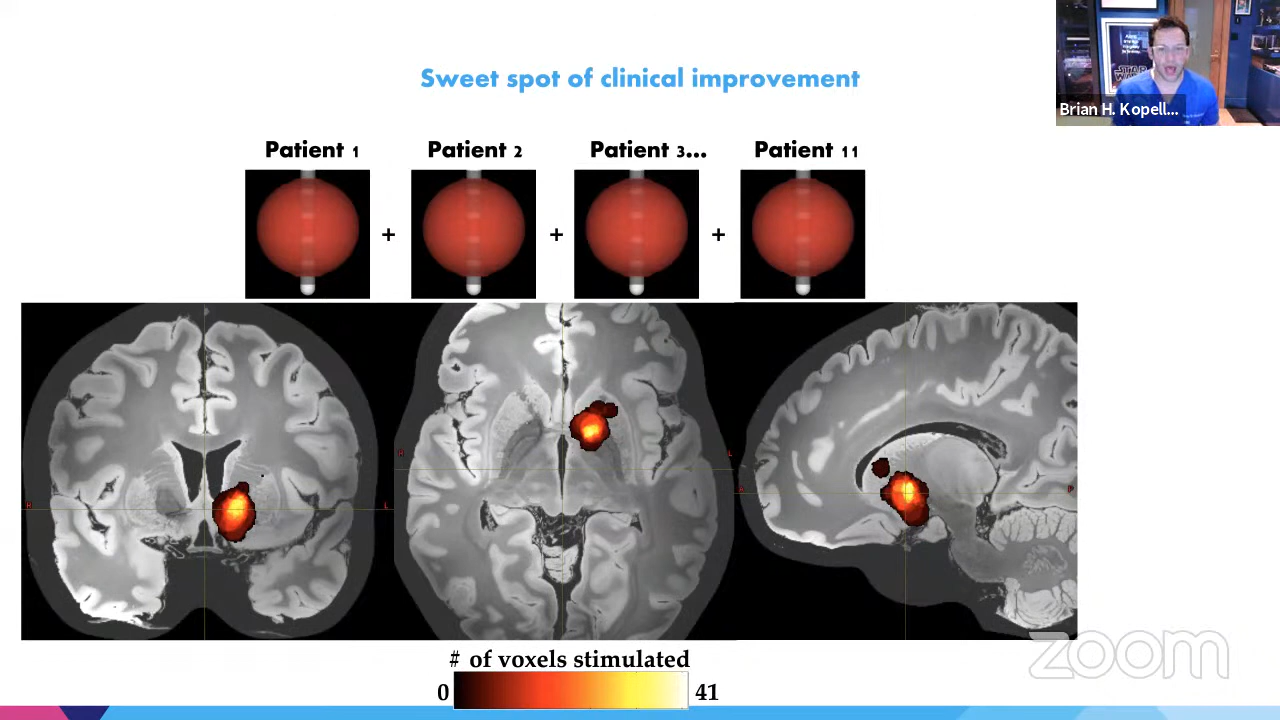 Sweet spot of clinical improvement
Brian H. Kopell...
Patient 1
Patient 2
Patient 3...
Patient 11
+
+
+
H
L
H
L
P
# of voxels stimulated
0
41
zoom